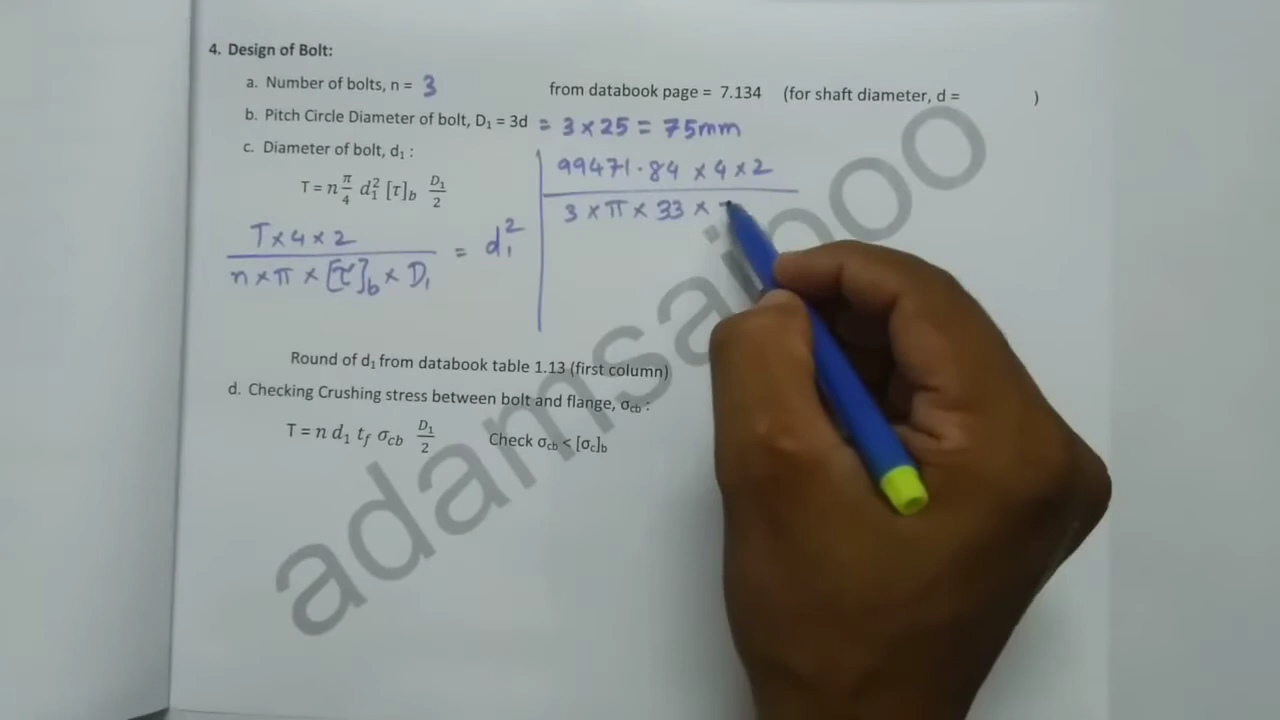 4. Design of Bolt:
a. Number of bolts, n = 3 from databook page = 7.134 (for shaft diameter, d = )
b. Pitch Circle Diameter of bolt, D₁ = 3d = 3 × 25 = 75mm
c. Diameter of bolt, d₁ :
T = n π/4 d₁² [τ]b D₁/2
99471.84 × 4 × 2
3 × π × 33 ×
T × 4 × 2 / n × π × [τ]b × D₁ = d₁²
Round of d₁ from databook table 1.13 (first column)
d. Checking Crushing stress between bolt and flange, σcb :
T = n d₁ tf σcb D₁/2 Check σcb < [σc]b
adamsaijoo